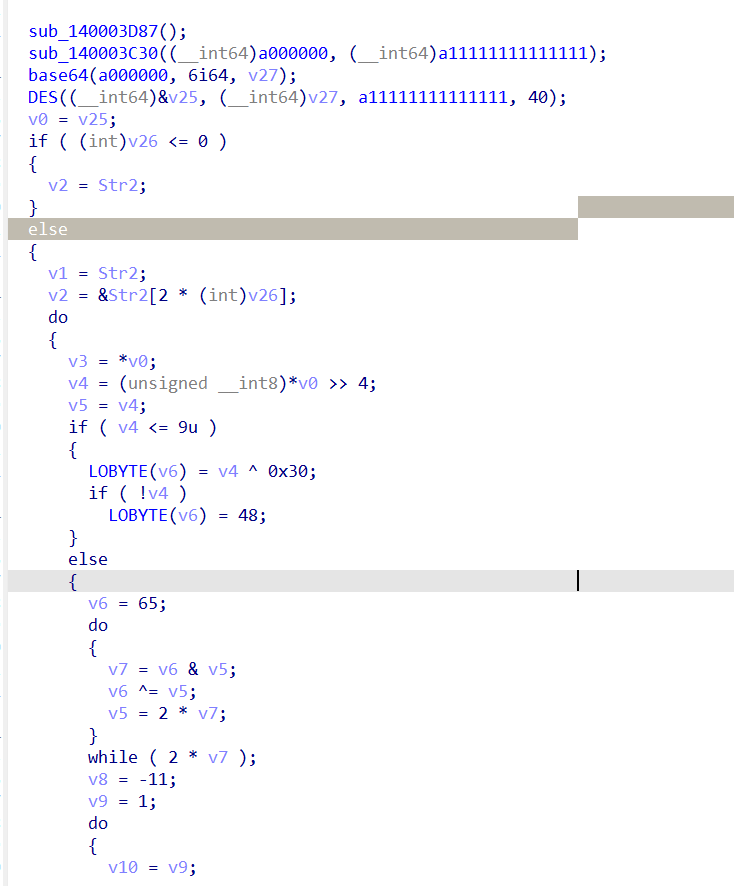 sub_140003D87();
sub_140003C30((__int64)a000000, (__int64)a11111111111111);
base64(a000000, 6i64, v27);
DES((__int64)&v25, (__int64)v27, a11111111111111, 40);
v0 = v25;
if ( (int)v26 <= 0 )
{
v2 = Str2;
}
else
{
v1 = Str2;
v2 = &Str2[2 * (int)v26];
do
{
v3 = *v0;
v4 = (unsigned __int8)*v0 >> 4;
v5 = v4;
if ( v4 <= 9u )
{
LOBYTE(v6) = v4 ^ 0x30;
if ( !v4 )
LOBYTE(v6) = 48;
}
else
{
v6 = 65;
do
{
v7 = v6 & v5;
v6 ^= v5;
v5 = 2 * v7;
}
while ( 2 * v7 );
v8 = -11;
v9 = 1;
do
{
v10 = v9;